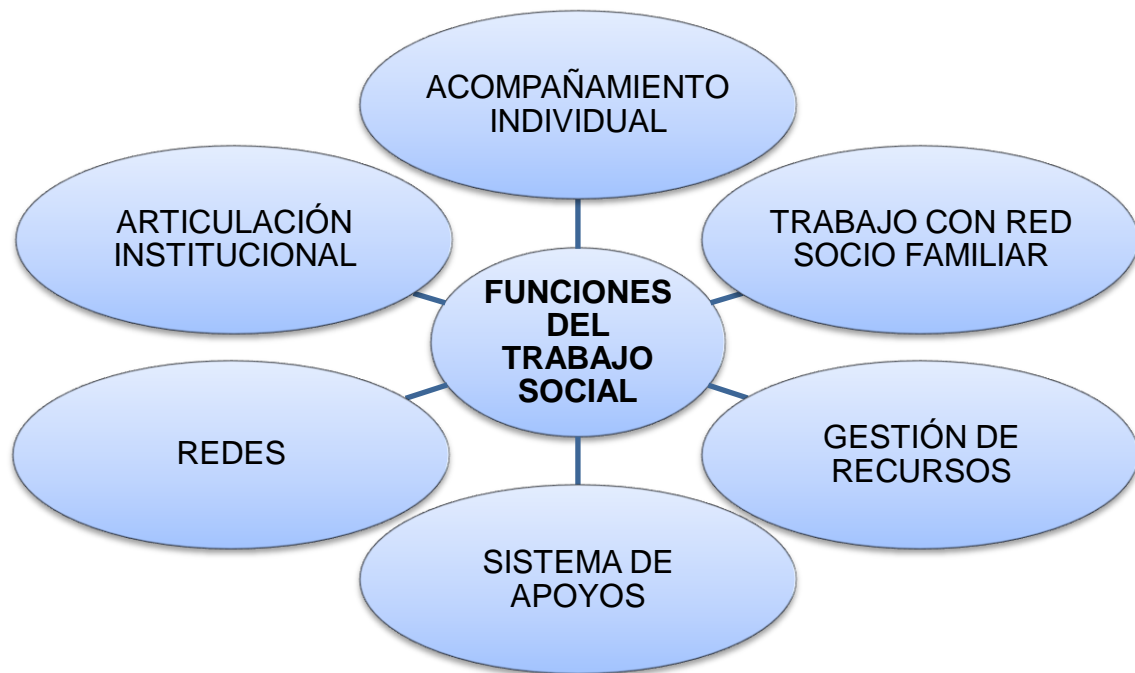 ACOMPAÑAMIENTO
INDIVIDUAL
ARTICULACIÓN
INSTITUCIONAL
TRABAJO CON RED
SOCIO FAMILIAR
FUNCIONES
DEL
TRABAJO
SOCIAL
REDES
GESTIÓN DE
RECURSOS
SISTEMA DE
APOYOS